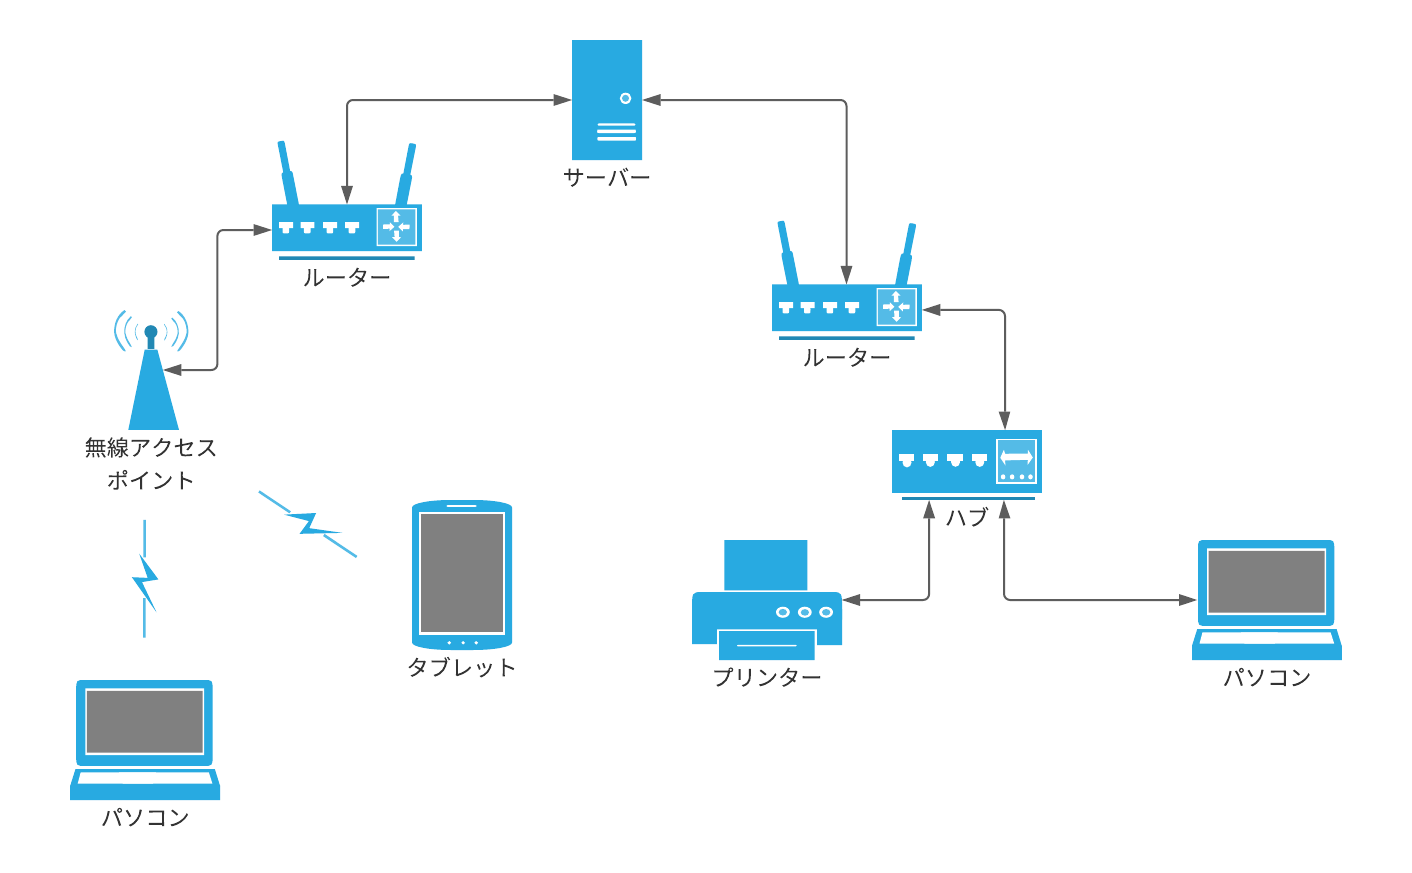 サーバー
ルーター
ルーター
無線アクセス
ポイント
ハブ
タブレット
プリンター
パソコン
パソコン